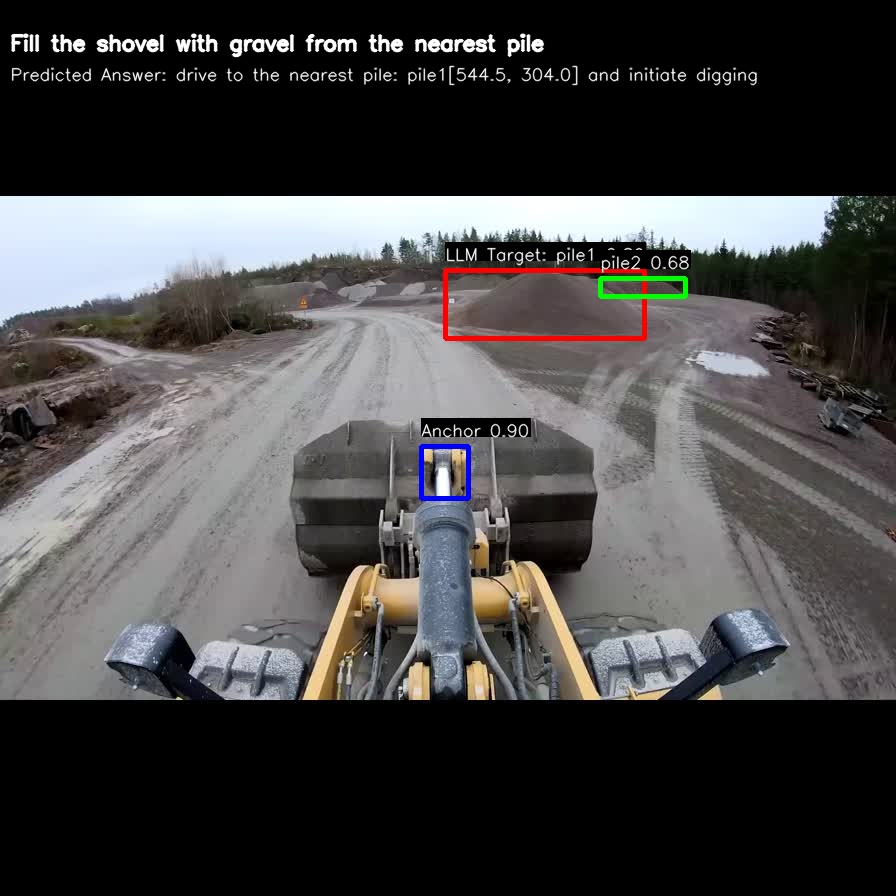 Fill the shovel with gravel from the nearest pile
Predicted Answer: drive to the nearest pile: pile1[544.5, 304.0] and initiate digging
LLM Target: pile1
pile2 0.68
Anchor 0.90